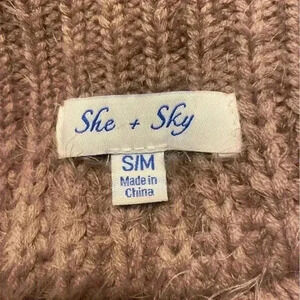 She + Sky
S/M
Made in
China